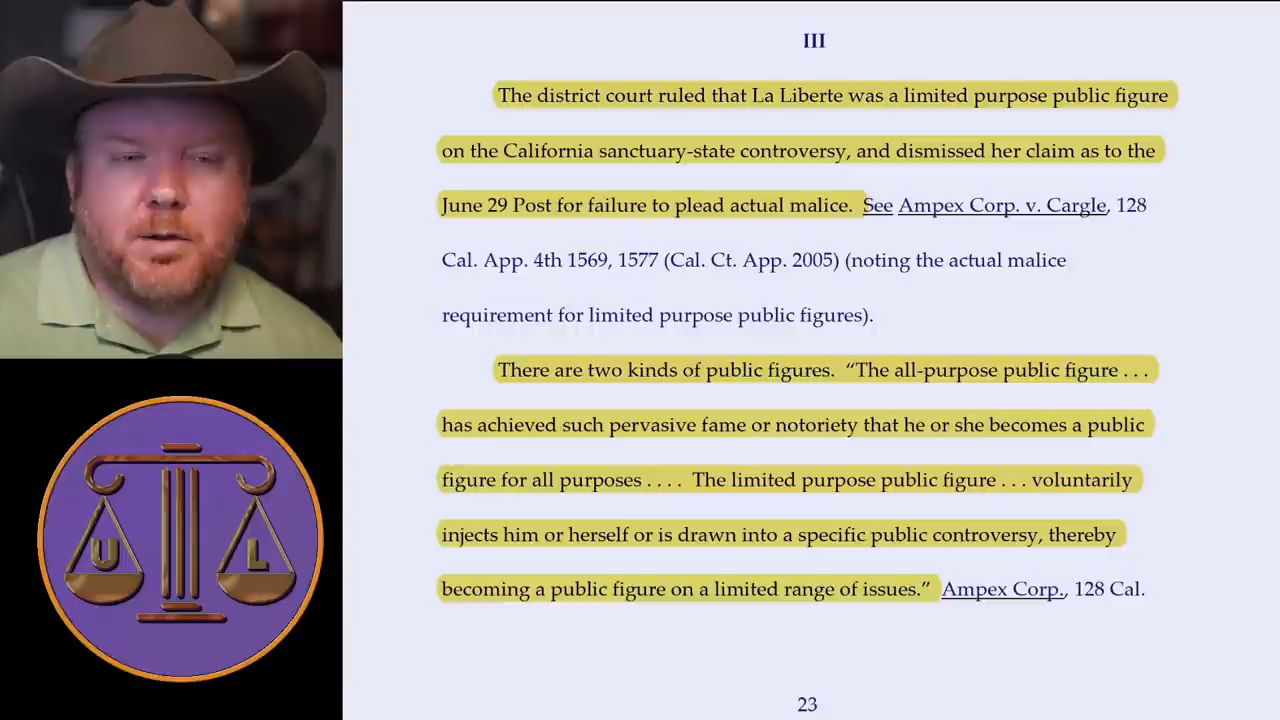 III
The district court ruled that La Liberte was a limited purpose public figure
on the California sanctuary-state controversy, and dismissed her claim as to the
June 29 Post for failure to plead actual malice. See Ampex Corp. v. Cargle, 128
Cal. App. 4th 1569, 1577 (Cal. Ct. App. 2005) (noting the actual malice
requirement for limited purpose public figures).
There are two kinds of public figures. “The all-purpose public figure . . .
has achieved such pervasive fame or notoriety that he or she becomes a public
figure for all purposes . . . . The limited purpose public figure . . . voluntarily
injects him or herself or is drawn into a specific public controversy, thereby
becoming a public figure on a limited range of issues.” Ampex Corp., 128 Cal.
23
U L